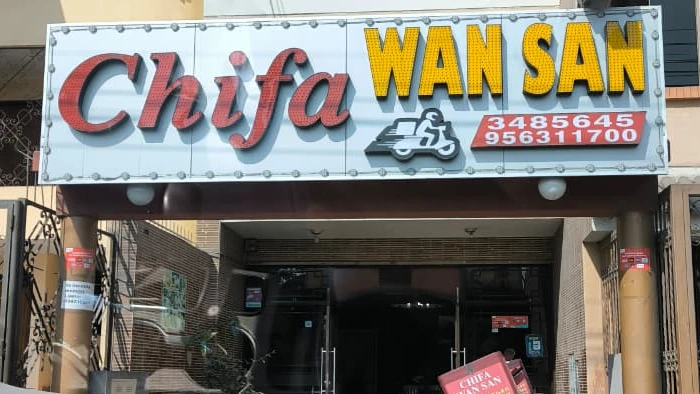 Chifa WAN SAN
3485645
956311700
CHIFA
WAN SAN